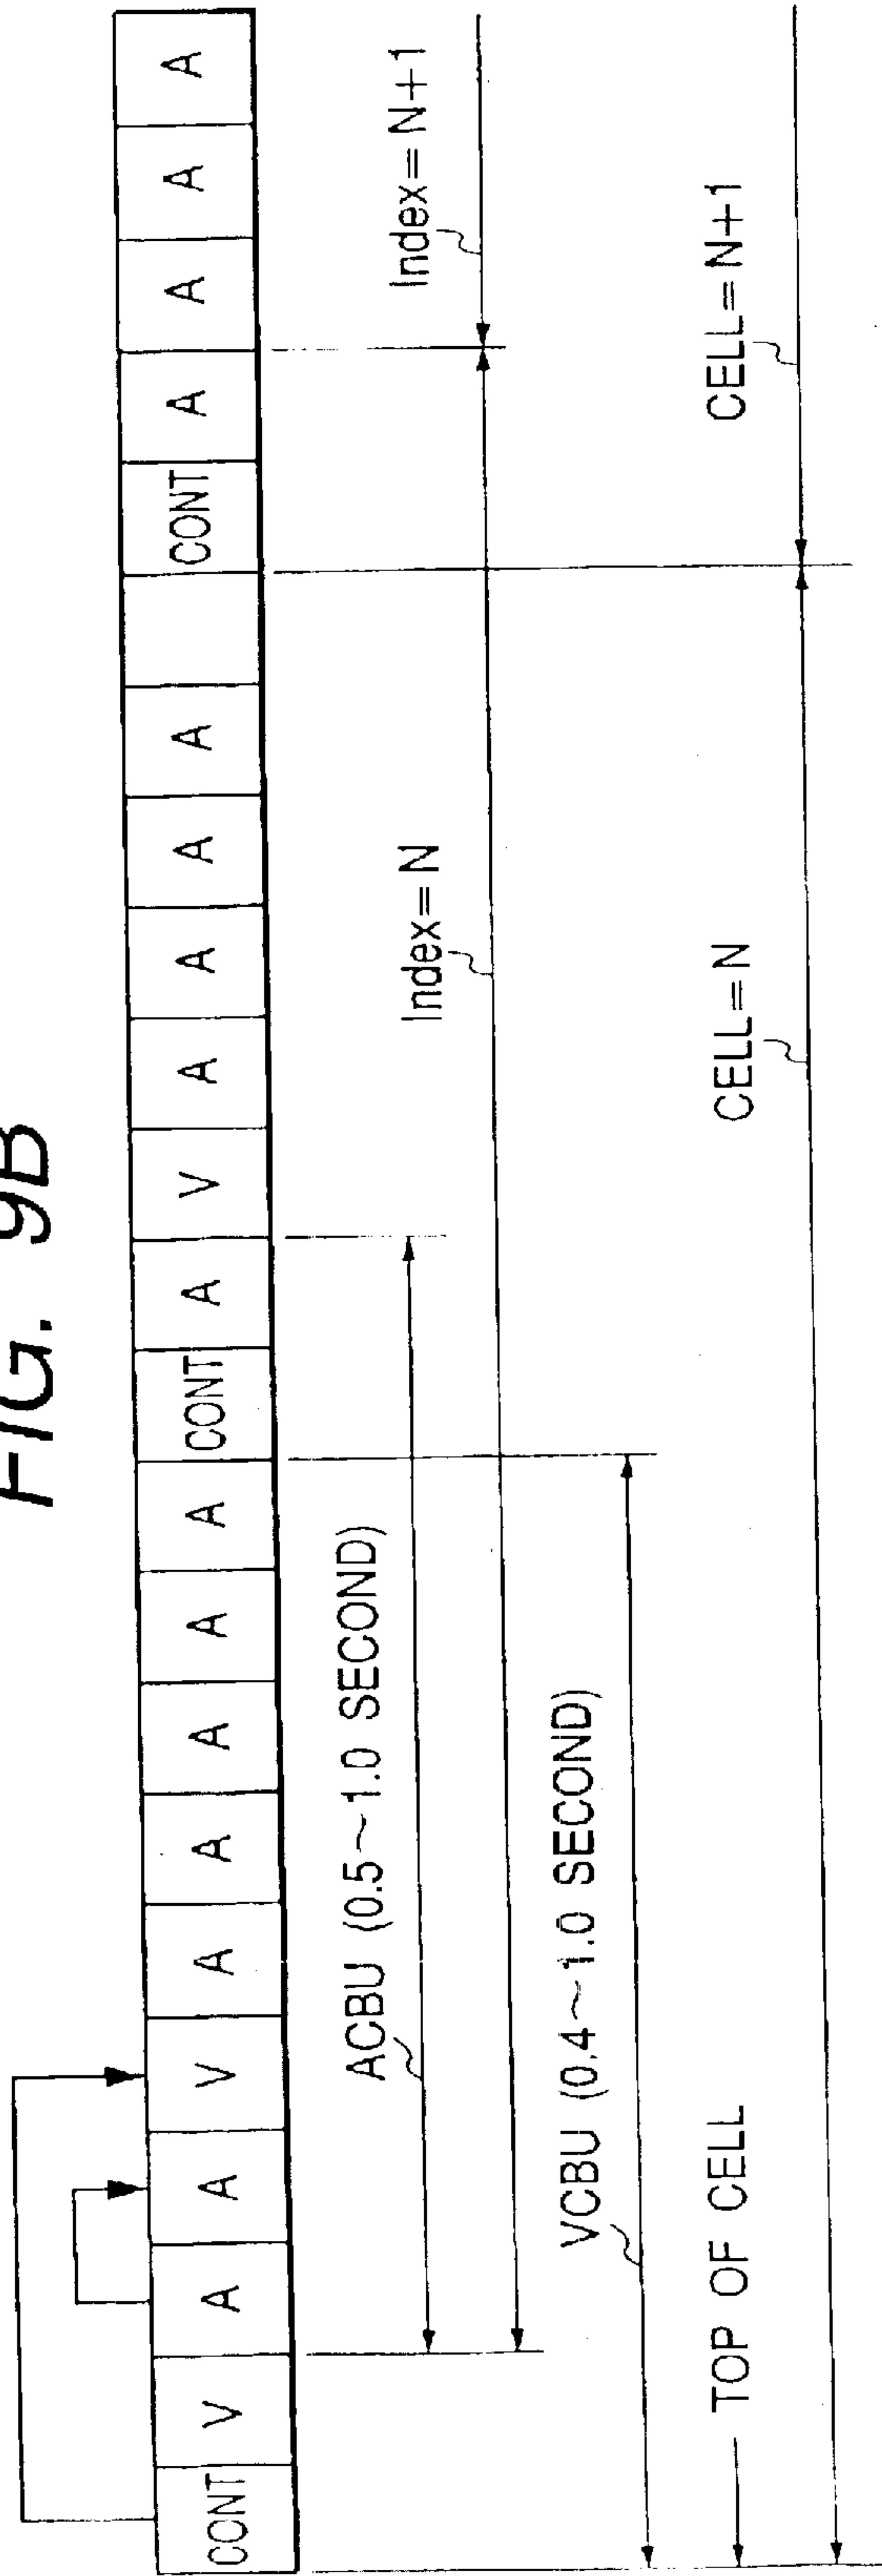 FIG. 9B
CONT V A A V A A A A A CONT A V A A A A CONT A A A A
ACBU (0.5~1.0 SECOND)
Index=N
Index=N+1
VCBU (0.4~1.0 SECOND)
TOP OF CELL
CELL=N
CELL=N+1